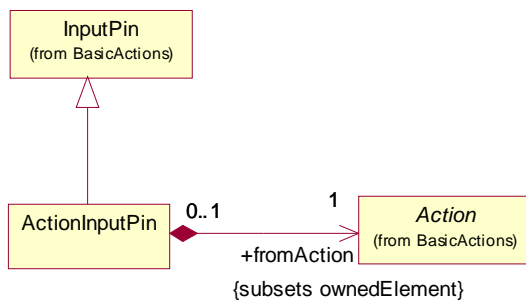 InputPin
(from BasicActions)
ActionInputPin
0..1
1
Action
(from BasicActions)
+fromAction
{subsets ownedElement}